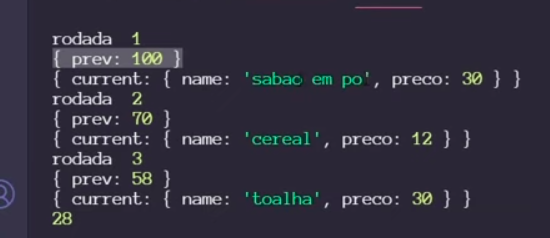 rodada  1
{ prev: 100 }
{ current: { name: 'sabao em po', preco: 30 } }
rodada  2
{ prev: 70 }
{ current: { name: 'cereal', preco: 12 } }
rodada  3
{ prev: 58 }
{ current: { name: 'toalha', preco: 30 } }
28